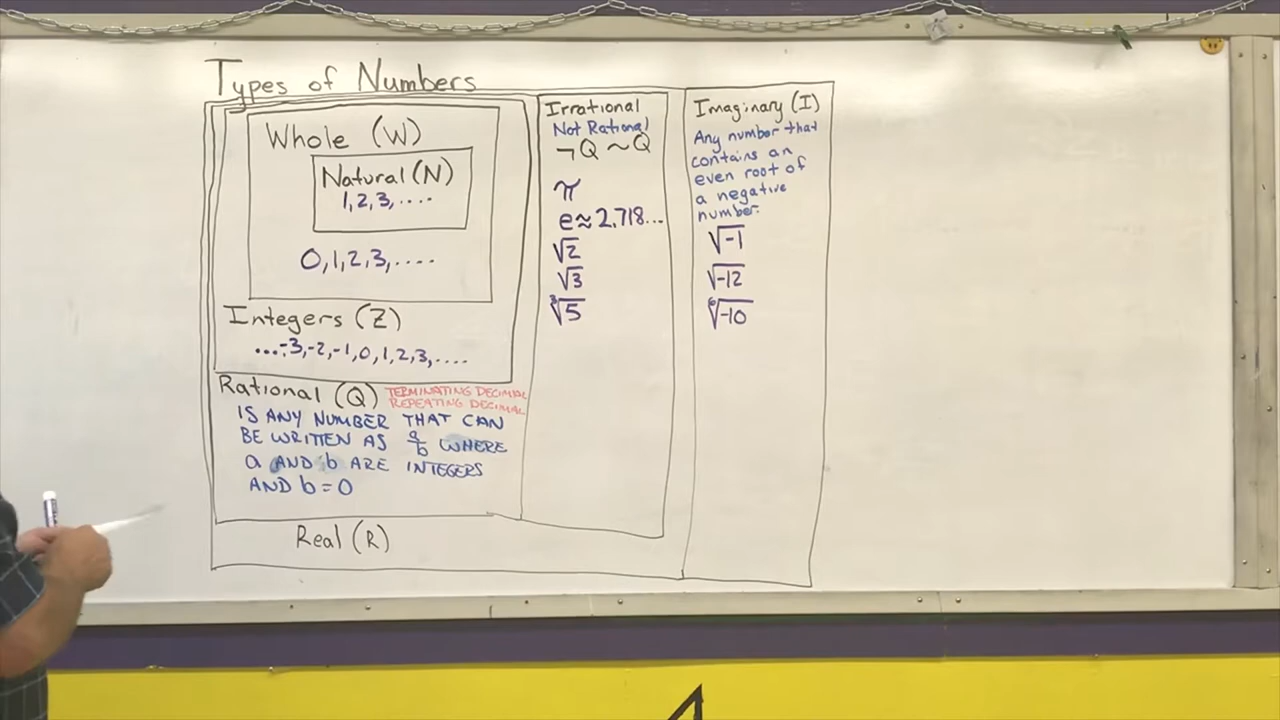 Types of Numbers
Whole (W)
Natural (N)
1, 2, 3, ....
0, 1, 2, 3, ....
Integers (Z)
...-3, -2, -1, 0, 1, 2, 3, ....
Rational (Q)
TERMINATING DECIMAL
REPEATING DECIMAL
IS ANY NUMBER THAT CAN
BE WRITTEN AS a/b WHERE
a AND b ARE INTEGERS
AND b = 0
Real (R)
Irrational
Not Rational
¬Q ~Q
π
e ≈ 2.718...
√2
√3
∛5
Imaginary (I)
Any number that
contains an
even root of
a negative
number.
√-1
√-12
⁶√-10